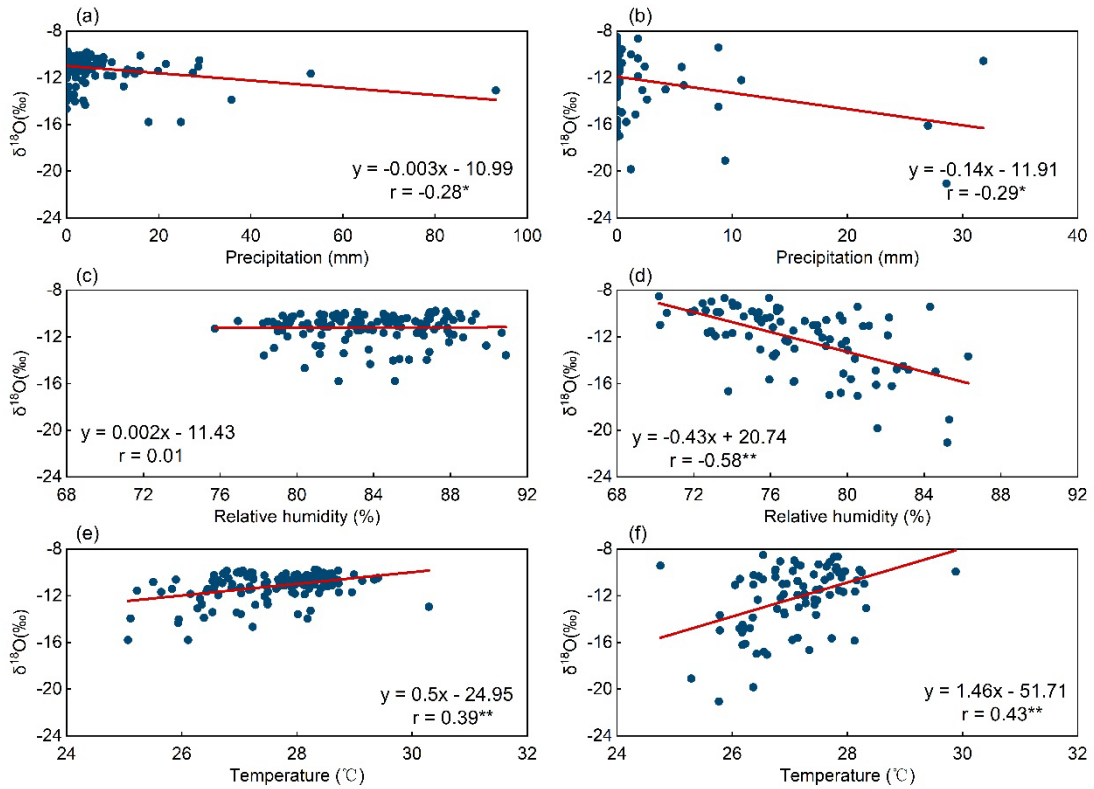 (a)
-8
-12
-16
-20
-24
δ¹⁸O(‰)
y = -0.003x - 10.99
r = -0.28*
0 20 40 60 80 100
Precipitation (mm)
(b)
-8
-12
-16
-20
-24
δ¹⁸O(‰)
y = -0.14x - 11.91
r = -0.29*
0 10 20 30 40
Precipitation (mm)
(c)
-8
-12
-16
-20
-24
δ¹⁸O(‰)
y = 0.002x - 11.43
r = 0.01
68 72 76 80 84 88 92
Relative humidity (%)
(d)
-8
-12
-16
-20
-24
δ¹⁸O(‰)
y = -0.43x + 20.74
r = -0.58**
68 70 76 80 84 88 92
Relative humidity (%)
(e)
-8
-12
-16
-20
-24
δ¹⁸O(‰)
y = 0.5x - 24.95
r = 0.39**
24 26 28 30 32
Temperature (℃)
(f)
-8
-12
-16
-20
-24
δ¹⁸O(‰)
y = 1.46x - 51.71
r = 0.43**
24 26 28 30 32
Temperature (℃)